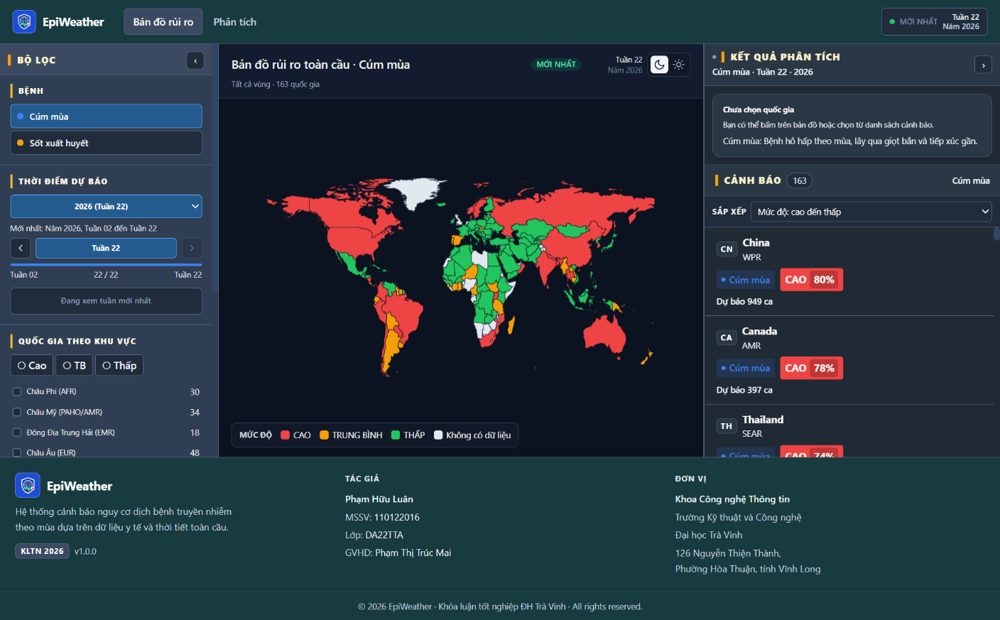 EpiWeather
Bản đồ rủi ro
Phân tích
MỚI NHẤT
Tuần 22
Năm 2026
BỘ LỌC
BỆNH
Cúm mùa
Sốt xuất huyết
THỜI ĐIỂM DỰ BÁO
2026 (Tuần 22)
Mới nhất: Năm 2026, Tuần 02 đến Tuần 22
Tuần 22
Tuần 02 22 / 22 Tuần 22
Đang xem tuần mới nhất
QUỐC GIA THEO KHU VỰC
Cao TB Thấp
Châu Phi (AFR) 30
Châu Mỹ (PAHO/AMR) 34
Đông Địa Trung Hải (EMR) 18
Châu Âu (EUR) 48
Bản đồ rủi ro toàn cầu · Cúm mùa
Tất cả vùng · 163 quốc gia
MỚI NHẤT
Tuần 22
Năm 2026
MỨC ĐỘ CAO TRUNG BÌNH THẤP Không có dữ liệu
KẾT QUẢ PHÂN TÍCH
Cúm mùa · Tuần 22 · 2026
Chưa chọn quốc gia
Bạn có thể bấm trên bản đồ hoặc chọn từ danh sách cảnh báo.
Cúm mùa: Bệnh hô hấp theo mùa, lây qua giọt bắn và tiếp xúc gần.
CẢNH BÁO 163 Cúm mùa
SẮP XẾP Mức độ: cao đến thấp
CN China
WPR
Cúm mùa CAO 80%
Dự báo 949 ca
CA Canada
AMR
Cúm mùa CAO 78%
Dự báo 397 ca
TH Thailand
SEAR
Cúm mùa CAO 74%
EpiWeather
Hệ thống cảnh báo nguy cơ dịch bệnh truyền nhiễm
theo mùa dựa trên dữ liệu y tế và thời tiết toàn cầu.
KLTN 2026 v1.0.0
TÁC GIẢ
Phạm Hữu Luân
MSSV: 110122016
Lớp: DA22TTA
GVHD: Phạm Thị Trúc Mai
ĐƠN VỊ
Khoa Công nghệ Thông tin
Trường Kỹ thuật và Công nghệ
Đại học Trà Vinh
126 Nguyễn Thiện Thành,
Phường Hòa Thuận, tỉnh Vĩnh Long
© 2026 EpiWeather · Khóa luận tốt nghiệp ĐH Trà Vinh · All rights reserved.